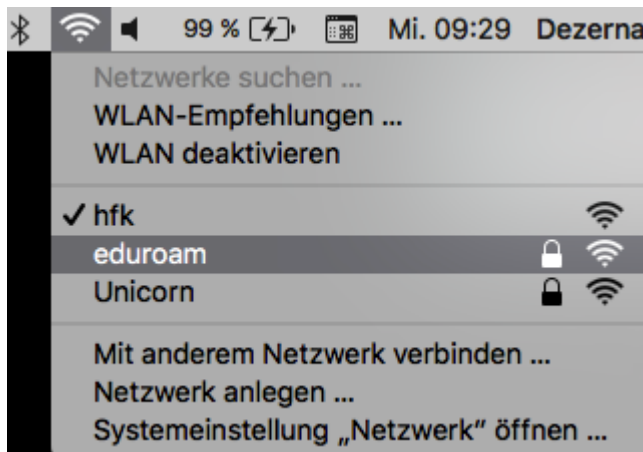 99 % Mi. 09:29 Dezerna
Netzwerke suchen ...
WLAN-Empfehlungen ...
WLAN deaktivieren
hfk
eduroam
Unicorn
Mit anderem Netzwerk verbinden ...
Netzwerk anlegen ...
Systemeinstellung „Netzwerk“ öffnen ...